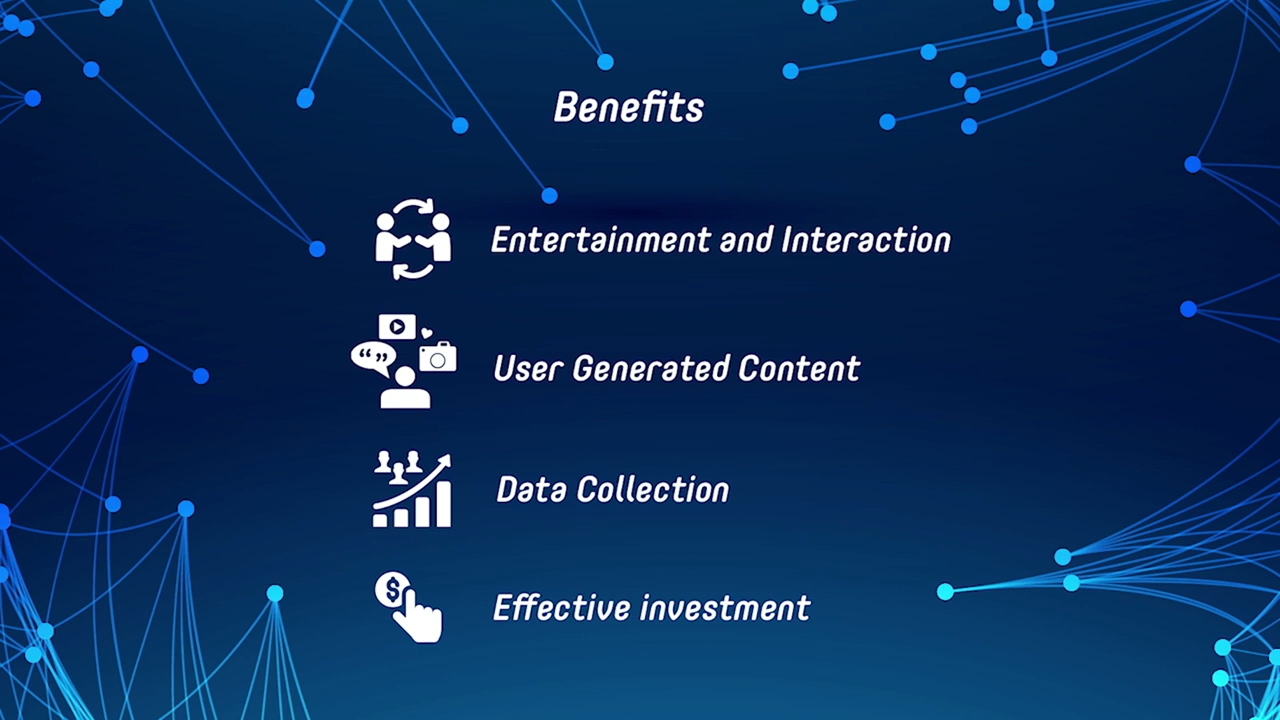 Benefits
Entertainment and Interaction
User Generated Content
Data Collection
$
Effective investment